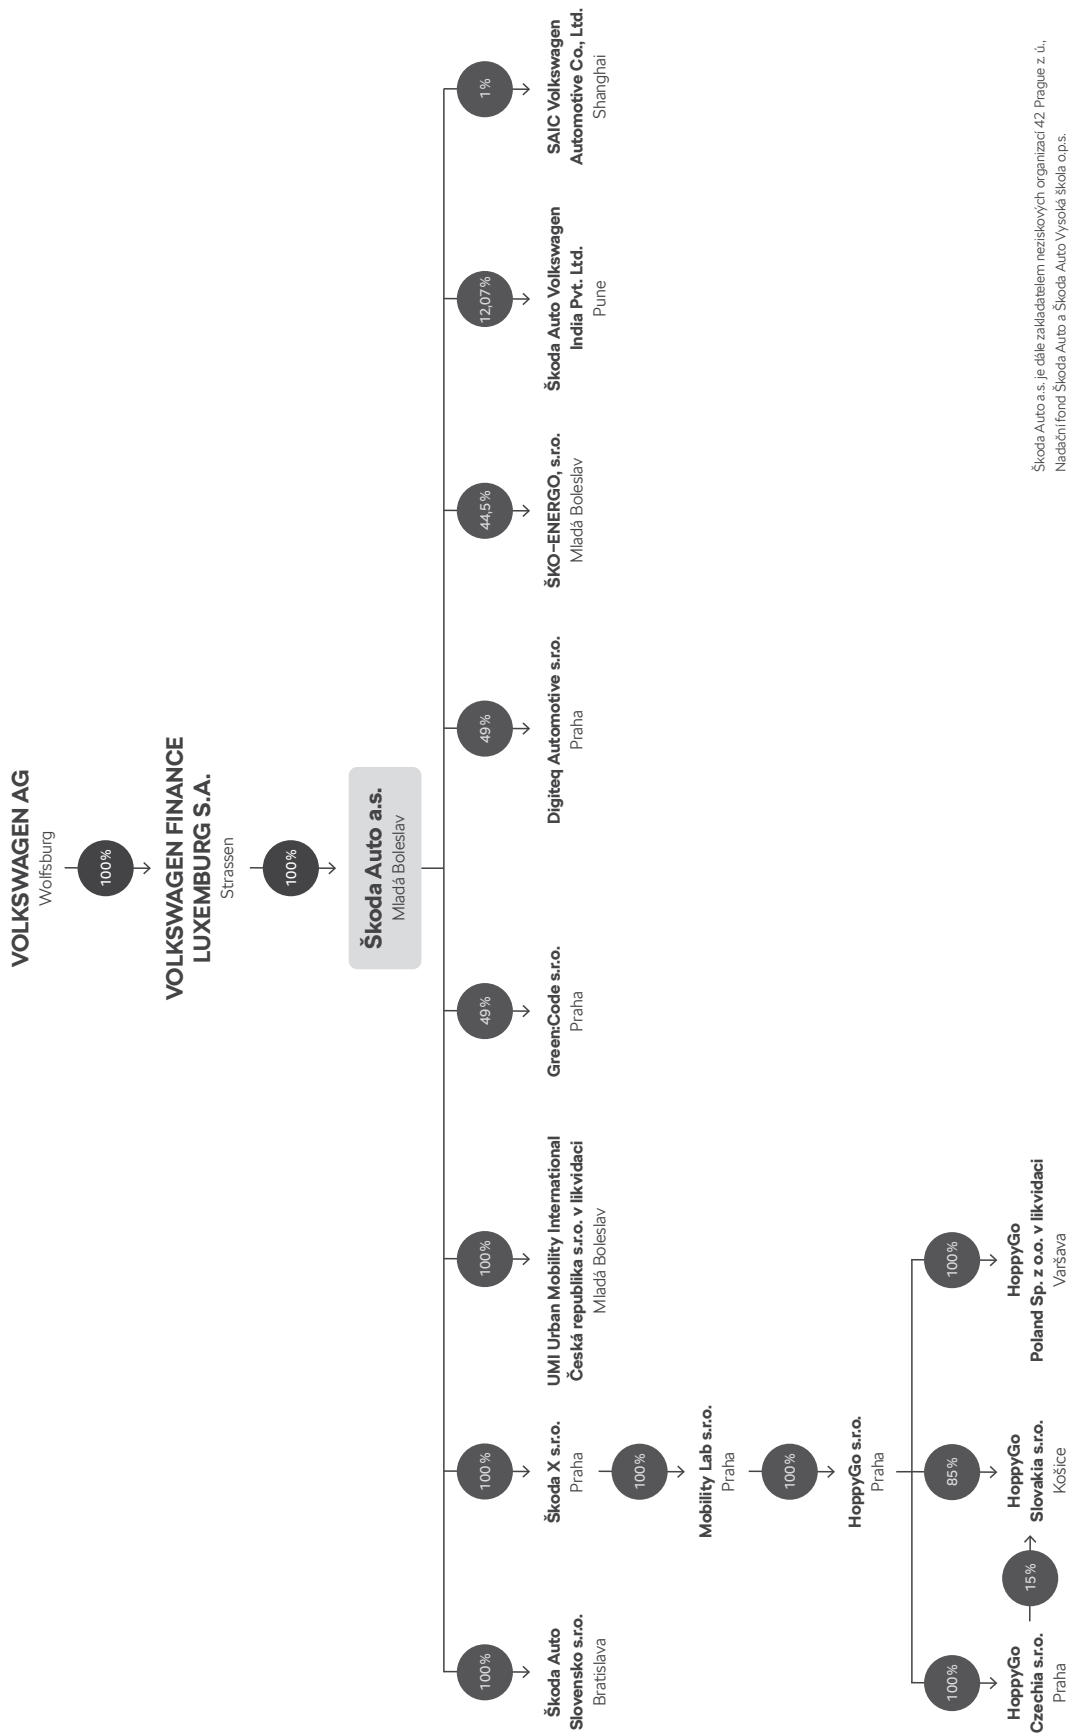 VOLKSWAGEN AG
Wolfsburg
100%
VOLKSWAGEN FINANCE
LUXEMBURG S.A.
Strassen
100%
Škoda Auto a.s.
Mladá Boleslav
100%
Škoda Auto
Slovensko s.r.o.
Bratislava
100%
Škoda X s.r.o.
Praha
100%
UMI Urban Mobility International
Česká republika s.r.o. v likvidaci
Mladá Boleslav
49%
Green:Code s.r.o.
Praha
49%
Digiteq Automotive s.r.o.
Praha
44,5%
ŠKO-ENERGO, s.r.o.
Mladá Boleslav
12,07%
Škoda Auto Volkswagen
India Pvt. Ltd.
Pune
1%
SAIC Volkswagen
Automotive Co., Ltd.
Shanghai
100%
Mobility Lab s.r.o.
Praha
100%
HoppyGo s.r.o.
Praha
100%
HoppyGo
Czechia s.r.o.
Praha
15%
85%
HoppyGo
Slovakia s.r.o.
Košice
100%
HoppyGo
Poland Sp. z o.o. v likvidaci
Varšava
Škoda Auto a.s. je dále zakladatelem neziskových organizací 42 Prague z. ú.,
Nadační fond Škoda Auto a Škoda Auto Vysoká škola o.p.s.